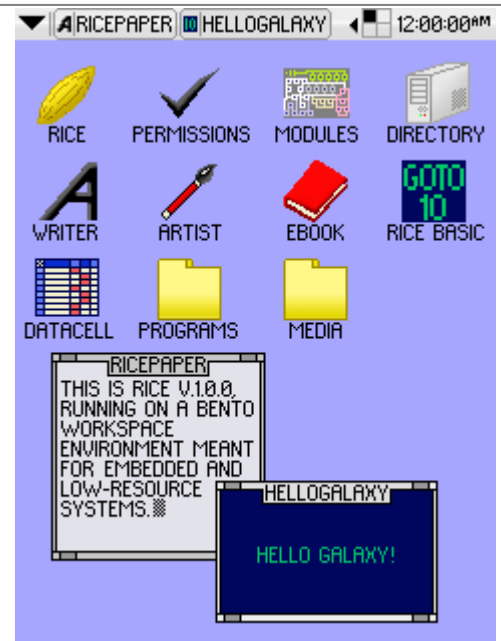 A RICEPAPER 10 HELLOGALAXY 12:00:00AM
RICE PERMISSIONS MODULES DIRECTORY
GOTO
10
WRITER ARTIST EBOOK RICE BASIC
DATACELL PROGRAMS MEDIA
RICEPAPER
THIS IS RICE V.1.0.0,
RUNNING ON A BENTO
WORKSPACE
ENVIRONMENT MEANT
FOR EMBEDDED AND
LOW-RESOURCE
SYSTEMS.
HELLOGALAXY
HELLO GALAXY!